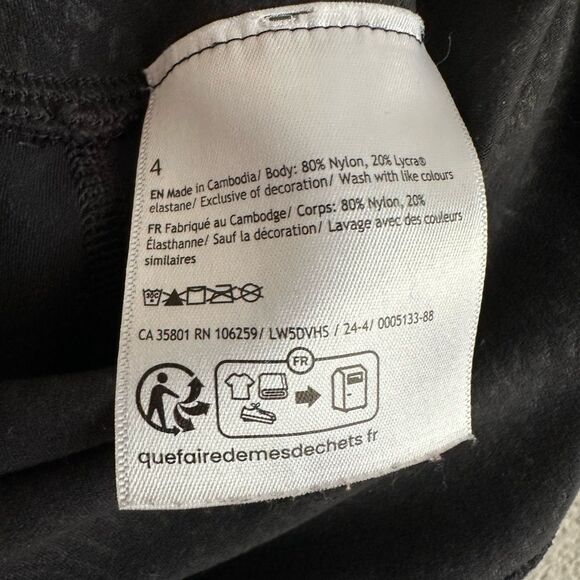 4
EN Made in Cambodia/ Body: 80% Nylon, 20% Lycra®
elastane/ Exclusive of decoration/ Wash with like colours
FR Fabriqué au Cambodge/ Corps: 80% Nylon, 20%
Élasthanne/ Sauf la décoration/ Lavage avec des couleurs
similaires
30C
CA 35801 RN 106259/ LW5DVHS / 24-4/ 0005133-88
FR
quefairedemesdechets.fr